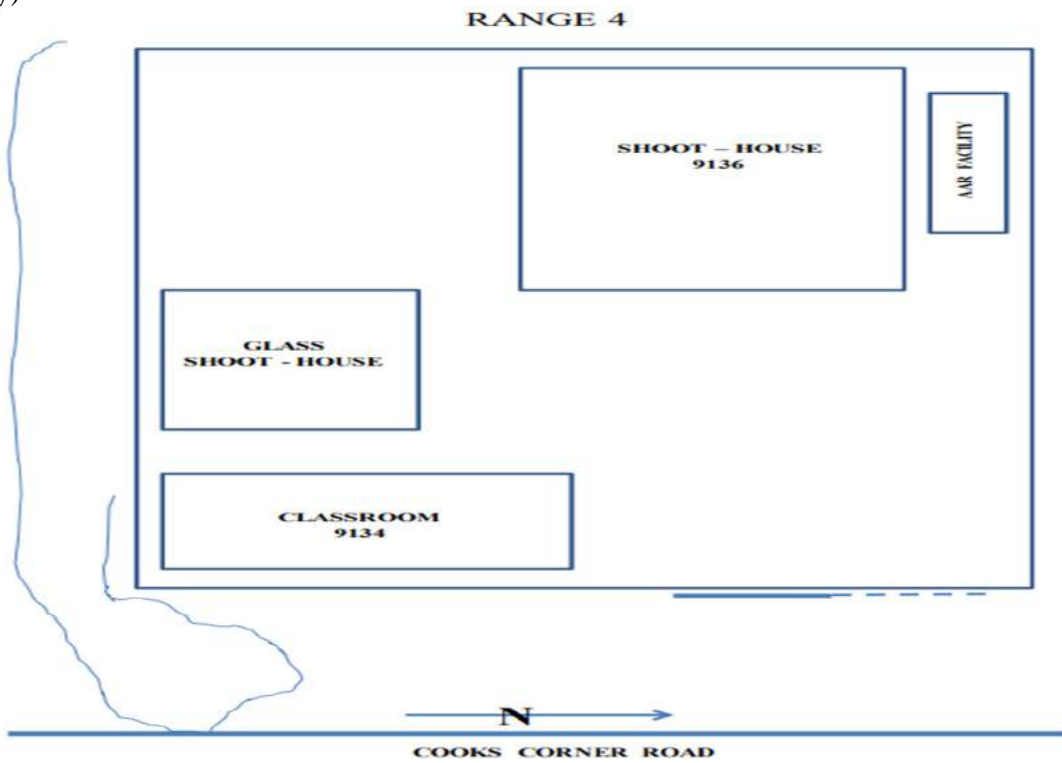 y)
RANGE 4
SHOOT – HOUSE
9136
AAR FACILITY
GLASS
SHOOT - HOUSE
CLASSROOM
9134
N
COOKS CORNER ROAD